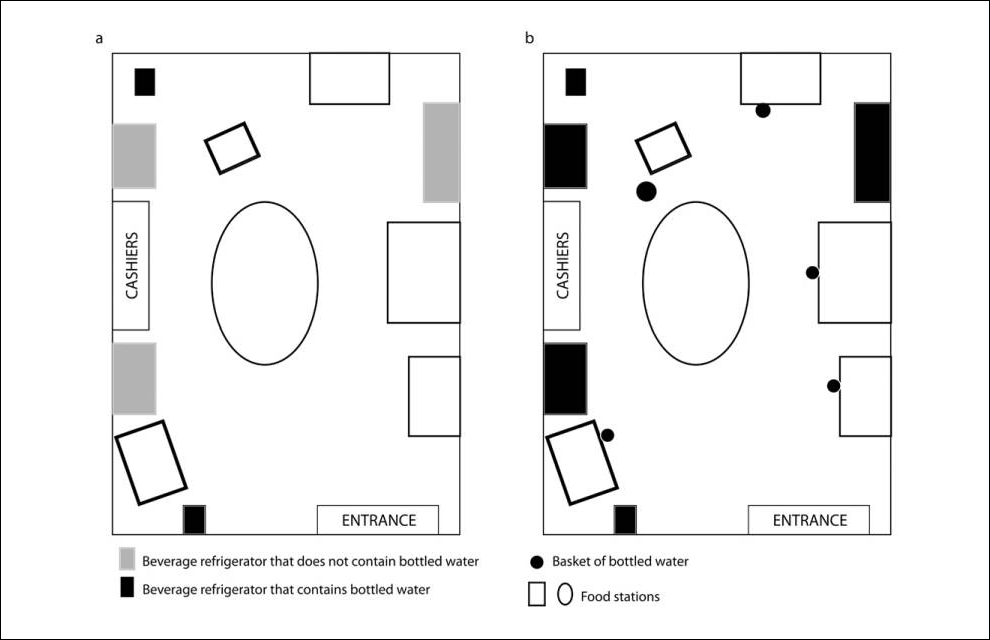 a
b
CASHIERS
CASHIERS
ENTRANCE
ENTRANCE
Beverage refrigerator that does not contain bottled water
Beverage refrigerator that contains bottled water
Basket of bottled water
Food stations